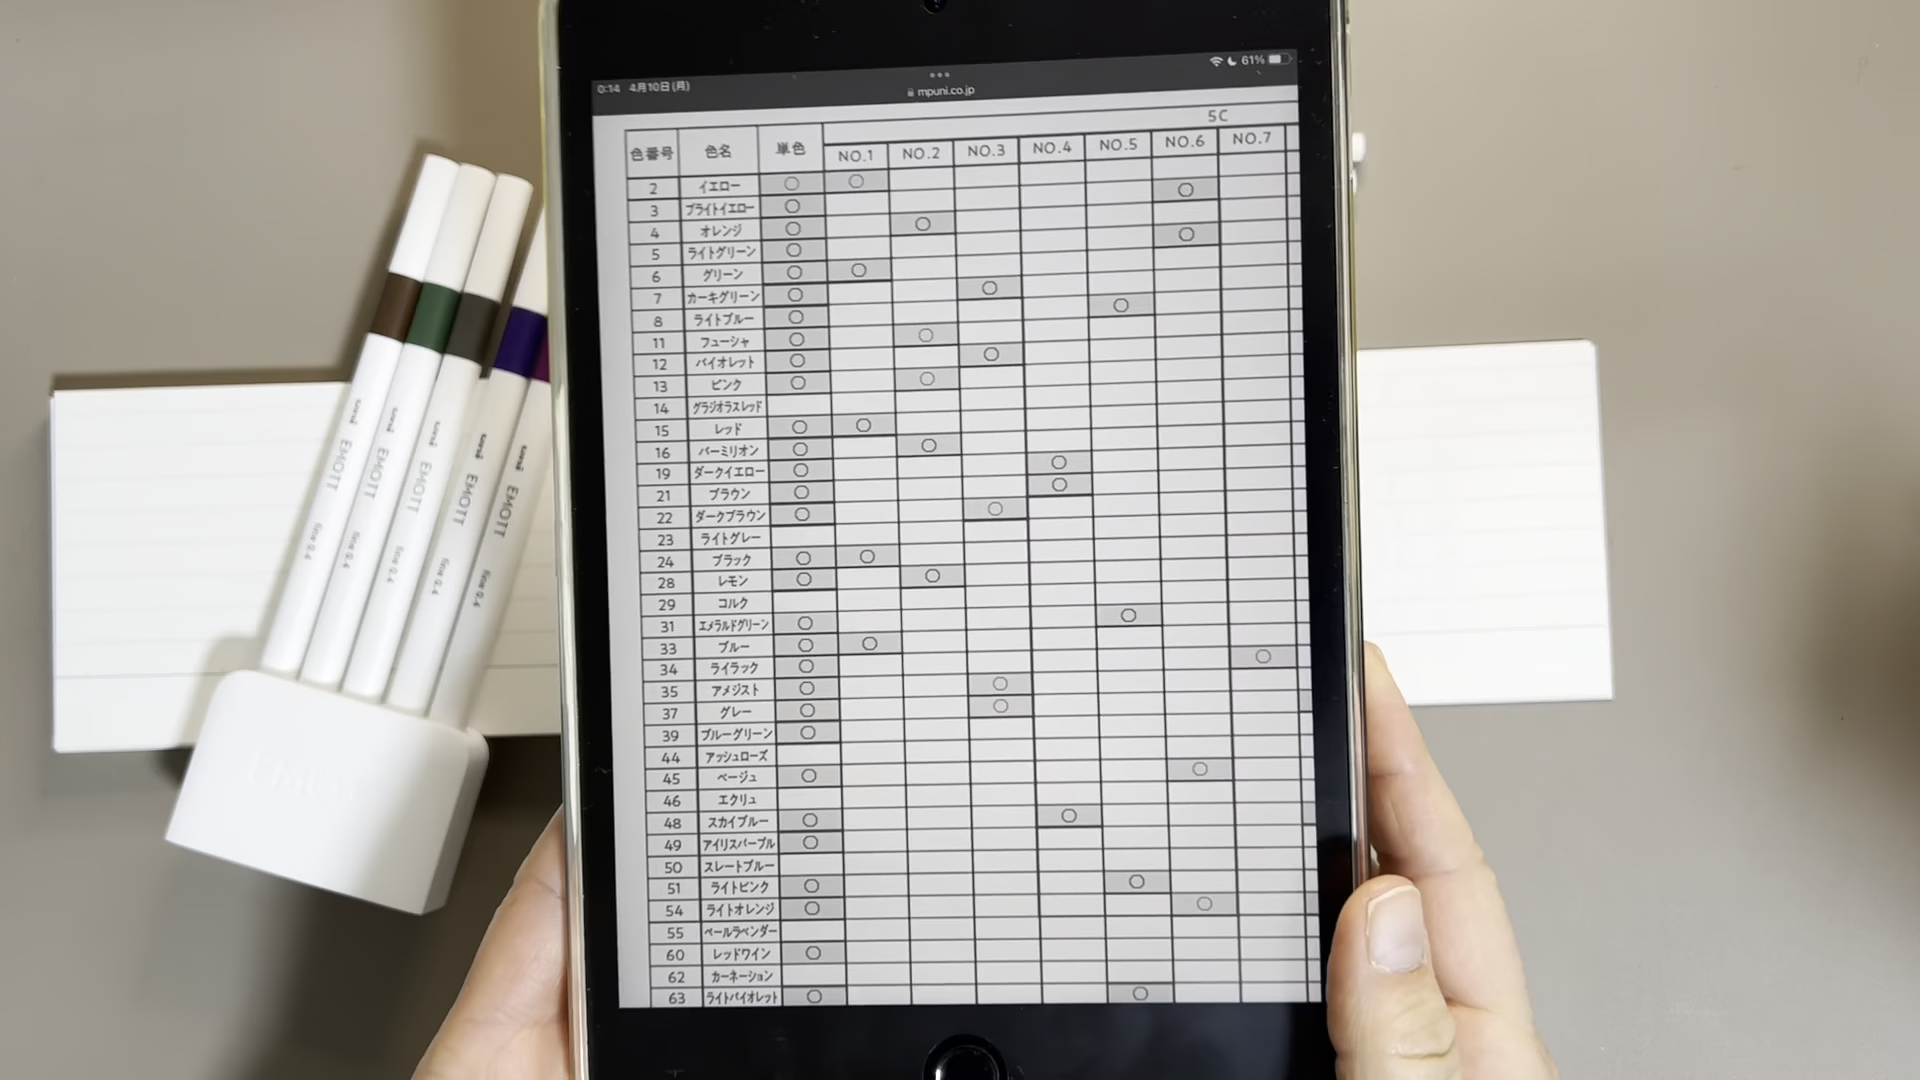 0:14 4月10日(月)
61%
mpuni.co.jp
5C
色番号 色名 単色 NO.1 NO.2 NO.3 NO.4 NO.5 NO.6 NO.7
2 イエロー ○ ○
3 ブライトイエロー ○ ○
4 オレンジ ○ ○
5 ライトグリーン ○ ○
6 グリーン ○ ○
7 カーキグリーン ○ ○
8 ライトブルー ○ ○
11 フューシャ ○ ○
12 バイオレット ○ ○
13 ピンク ○ ○
14 グラジオラスレッド
15 レッド ○ ○
16 バーミリオン ○ ○
19 ダークイエロー ○ ○
21 ブラウン ○ ○
22 ダークブラウン ○ ○
23 ライトグレー
24 ブラック ○ ○
28 レモン ○ ○
29 コルク
31 エメラルドグリーン ○ ○
33 ブルー ○ ○
34 ライラック ○ ○
35 アメジスト ○ ○
37 グレー ○ ○
39 ブルーグリーン ○
44 アッシュローズ
45 ベージュ ○ ○
46 エクリュ
48 スカイブルー ○ ○
49 アイリスパープル ○
50 スレートブルー
51 ライトピンク ○ ○
54 ライトオレンジ ○ ○
55 ペールラベンダー
60 レッドワイン ○
62 カーネーション
63 ライトバイオレット ○ ○
uni EMOTT fine 0.4
uni EMOTT fine 0.4
uni EMOTT fine 0.4
uni EMOTT fine 0.4
uni EMOTT fine 0.4